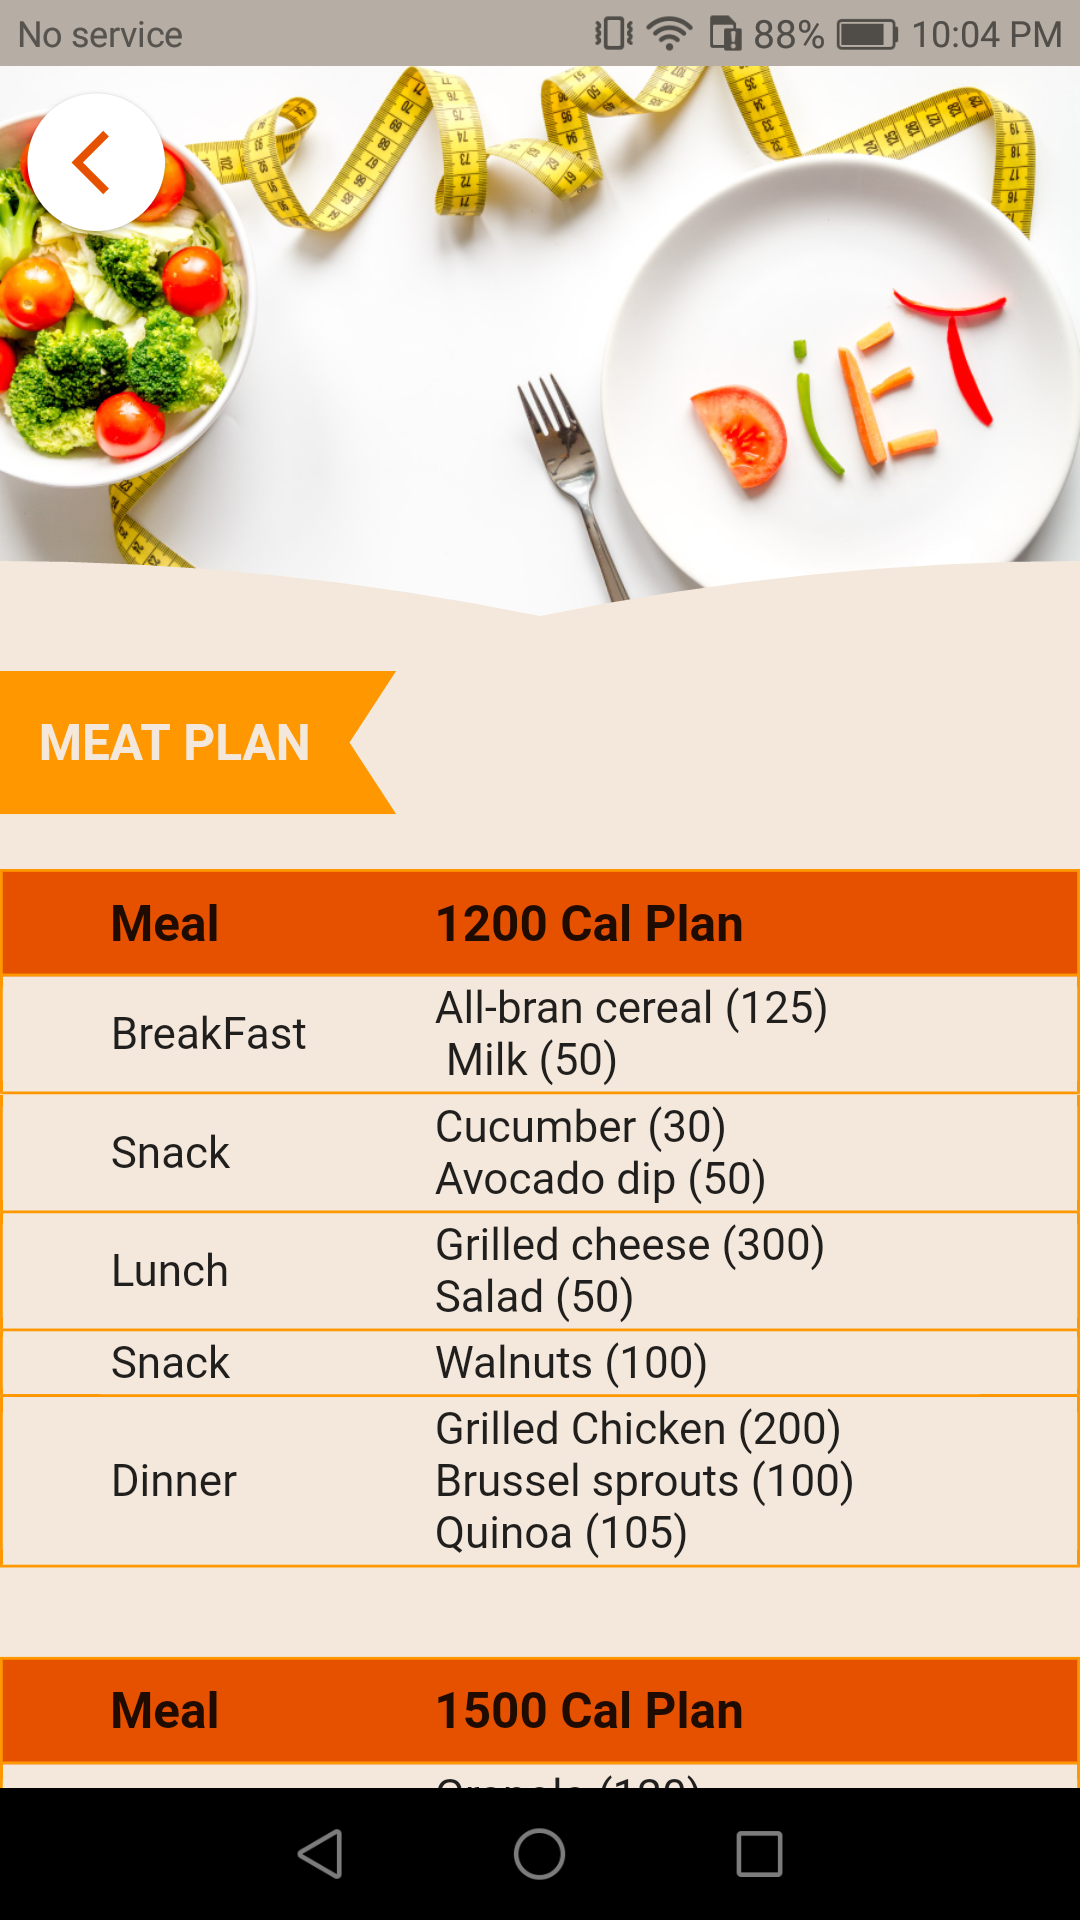 No service 88% 10:04 PM
DiET
MEAT PLAN
Meal 1200 Cal Plan
BreakFast All-bran cereal (125)
Milk (50)
Snack Cucumber (30)
Avocado dip (50)
Lunch Grilled cheese (300)
Salad (50)
Snack Walnuts (100)
Dinner Grilled Chicken (200)
Brussel sprouts (100)
Quinoa (105)
Meal 1500 Cal Plan